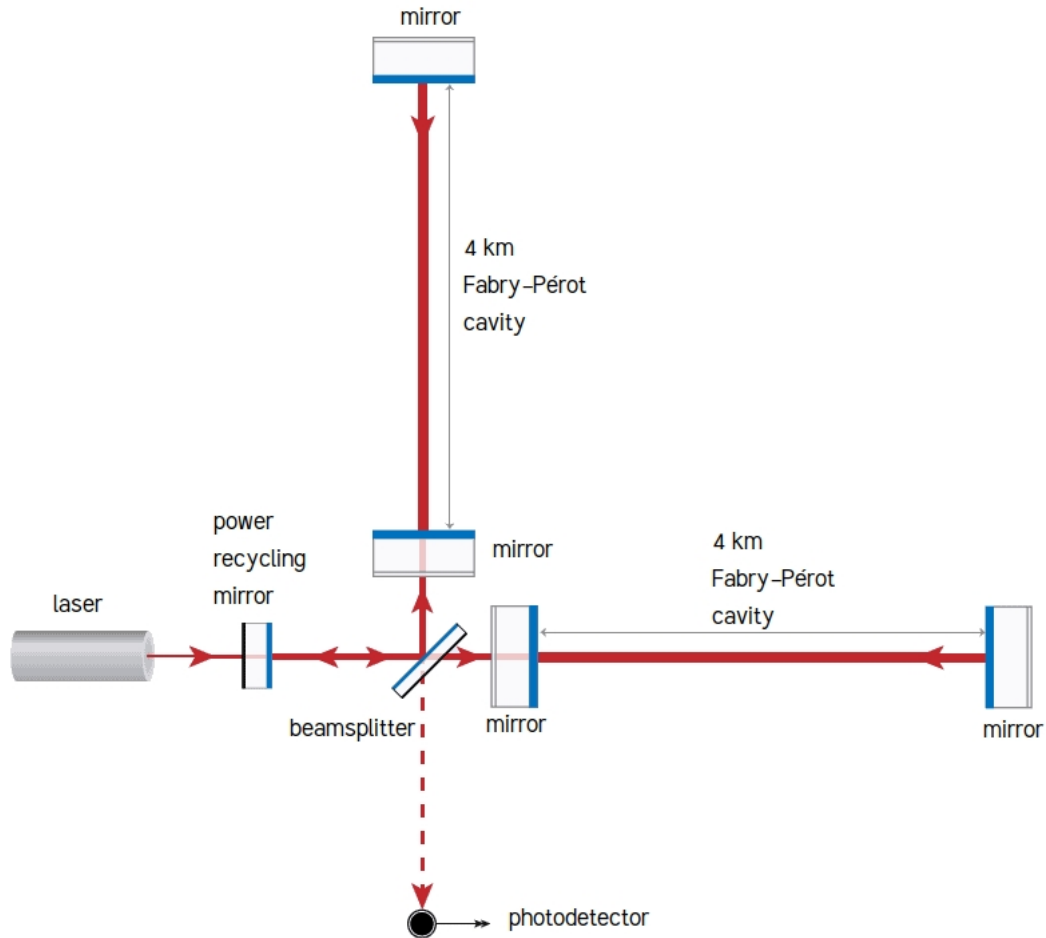 mirror
4 km
Fabry–Pérot
cavity
power
recycling
mirror
mirror
4 km
Fabry–Pérot
cavity
laser
beamsplitter
mirror
mirror
photodetector